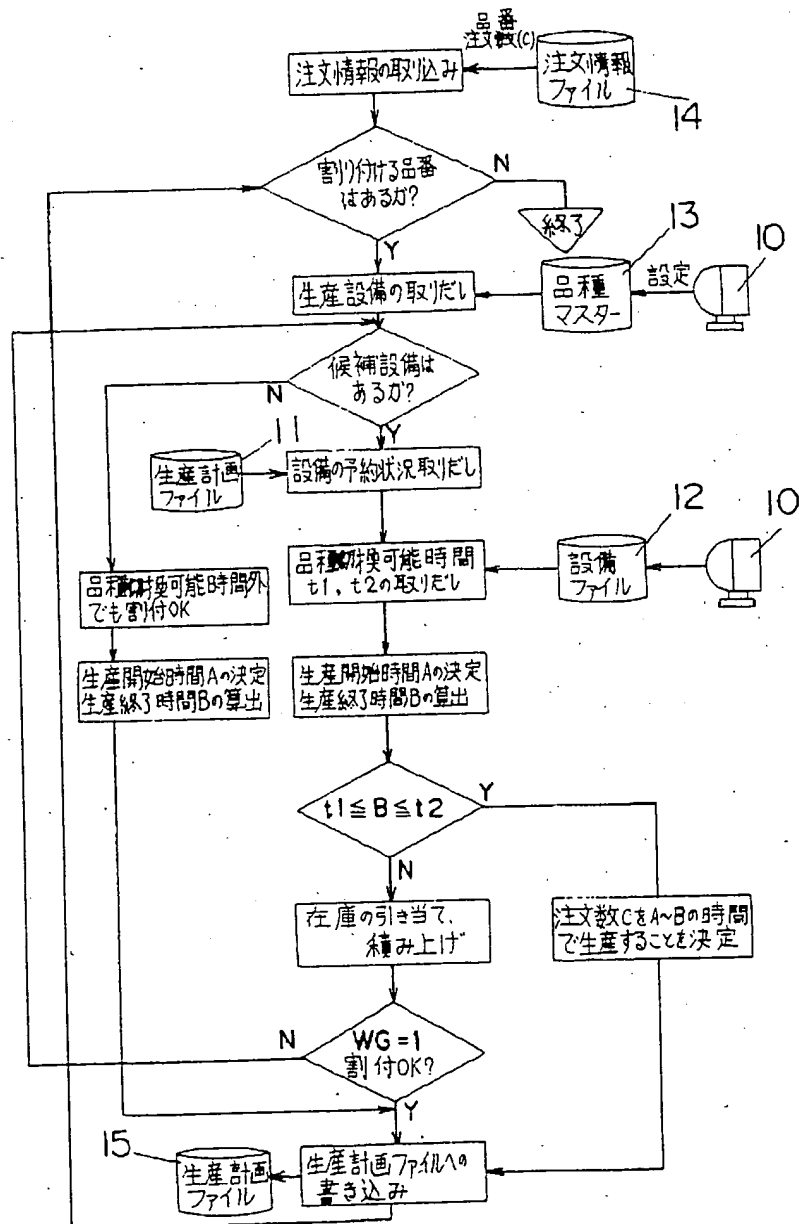 品番
注文数(C)
注文情報の取り込み
注文情報
ファイル
14
割り付ける品番
はあるか?
N
終了
Y
13
10
生産設備の取りだし
品種
マスター
設定
候補設備は
あるか?
N
Y
11
生産計画
ファイル
設備の予約状況取りだし
12
10
品種切換可能時間
t1, t2の取りだし
設備
ファイル
品種切換可能時間外
でも割付OK
生産開始時間Aの決定
生産終了時間Bの算出
生産開始時間Aの決定
生産終了時間Bの算出
t1≦B≦t2
Y
N
在庫の引き当て、
積み上げ
注文数CをA~Bの時間
で生産することを決定
N
WG=1
割付OK?
Y
15
生産計画
ファイル
生産計画ファイルへの
書き込み